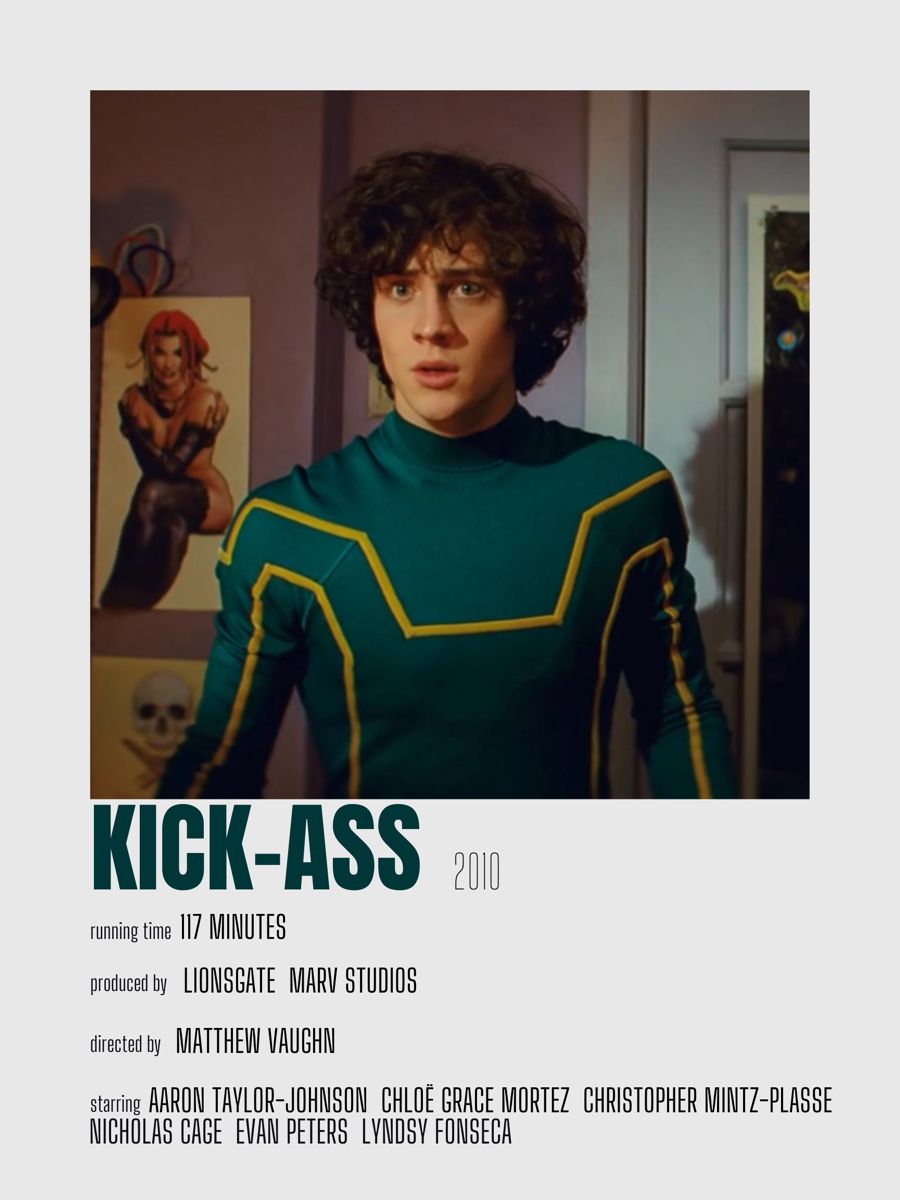 KICK-ASS 2010
running time 117 MINUTES
produced by LIONSGATE MARV STUDIOS
directed by MATTHEW VAUGHN
starring AARON TAYLOR-JOHNSON CHLOË GRACE MORTEZ CHRISTOPHER MINTZ-PLASSE
NICHOLAS CAGE EVAN PETERS LYNDSY FONSECA